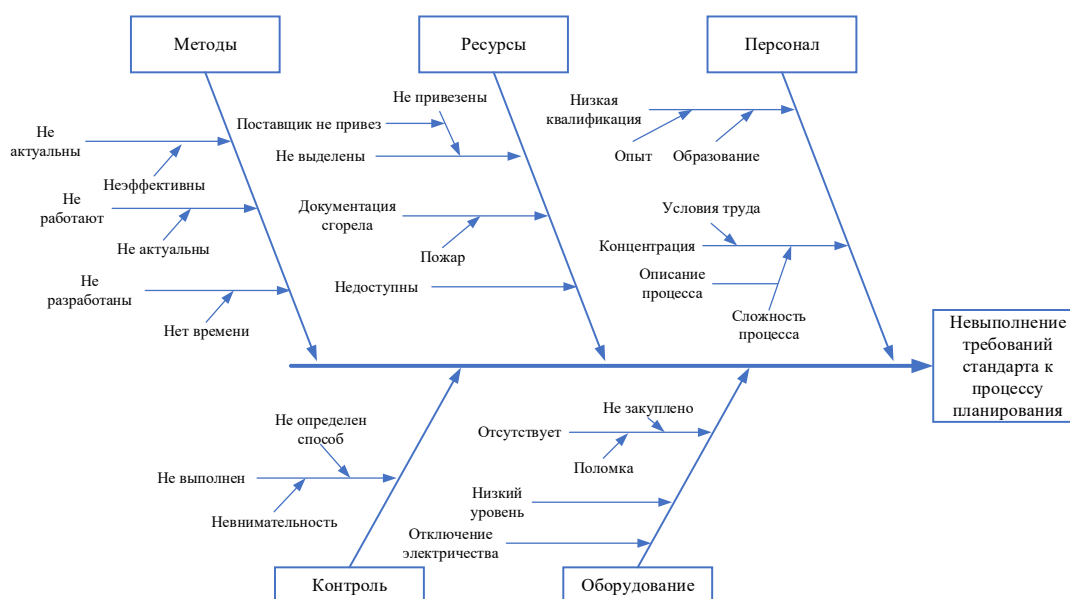 Методы
Ресурсы
Персонал
Не
актуальны
Неэффективны
Не
работают
Не актуальны
Не
разработаны
Нет времени
Не привезены
Поставщик не привез
Не выделены
Документация
сгорела
Пожар
Недоступны
Низкая
квалификация
Опыт
Образование
Условия труда
Концентрация
Описание
процесса
Сложность
процесса
Невыполнение
требований
стандарта к
процессу
планирования
Не определен
способ
Не выполнен
Невнимательность
Не закуплено
Отсутствует
Поломка
Низкий
уровень
Отключение
электричества
Контроль
Оборудование